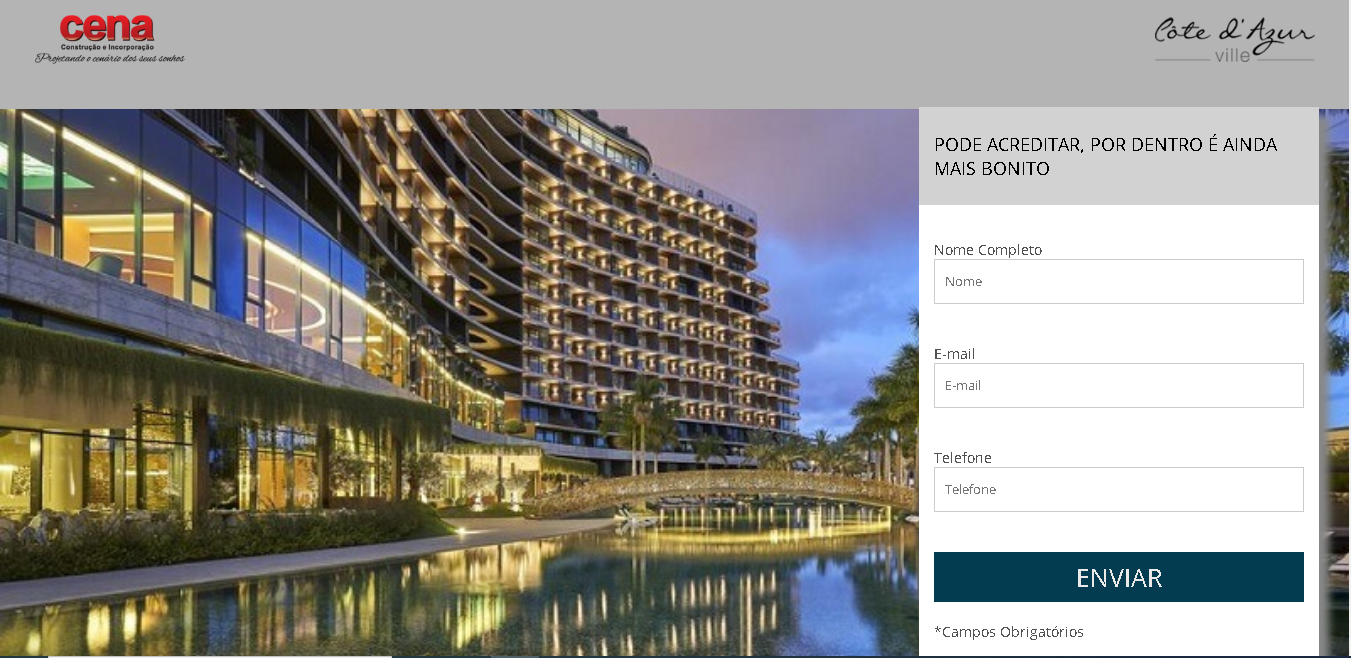 cena
Construção e Incorporação
Projetando o cenário dos seus sonhos
Côte d'Azur
ville
PODE ACREDITAR, POR DENTRO É AINDA
MAIS BONITO
Nome Completo
Nome
E-mail
E-mail
Telefone
Telefone
ENVIAR
*Campos Obrigatórios